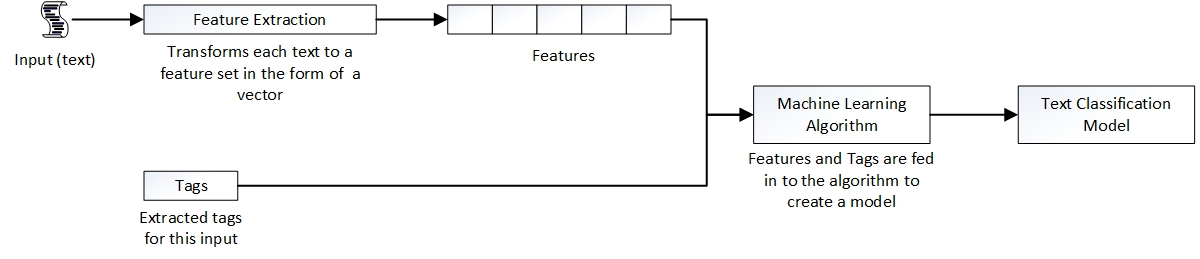 Input (text)
Feature Extraction
Transforms each text to a
feature set in the form of a
vector
Features
Machine Learning
Algorithm
Features and Tags are fed
in to the algorithm to
create a model
Text Classification
Model
Tags
Extracted tags
for this input